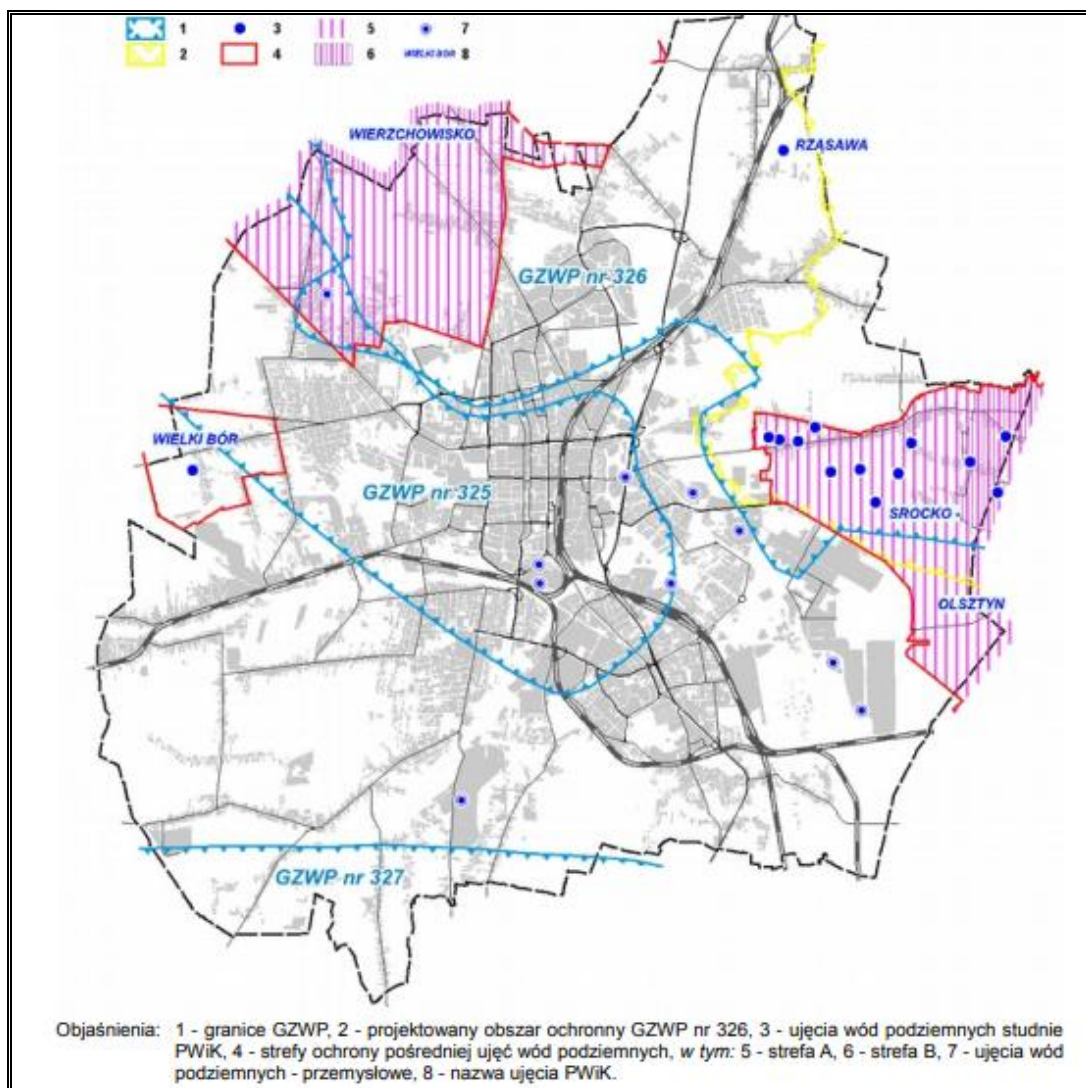 1 3 5 7
2 4 6 WIELKI BÓR 8
WIERZCHOWISKO
RZASAWA
GZWP nr 326
WIELKI BÓR
GZWP nr 325
SROCKO -
OLSZTYN
GZWP nr 327
Objaśnienia: 1 - granice GZWP, 2 - projektowany obszar ochronny GZWP nr 326, 3 - ujęcia wód podziemnych studnie
PWiK, 4 - strefy ochrony pośredniej ujęć wód podziemnych, w tym: 5 - strefa A, 6 - strefa B, 7 - ujęcia wód
podziemnych - przemysłowe, 8 - nazwa ujęcia PWiK.